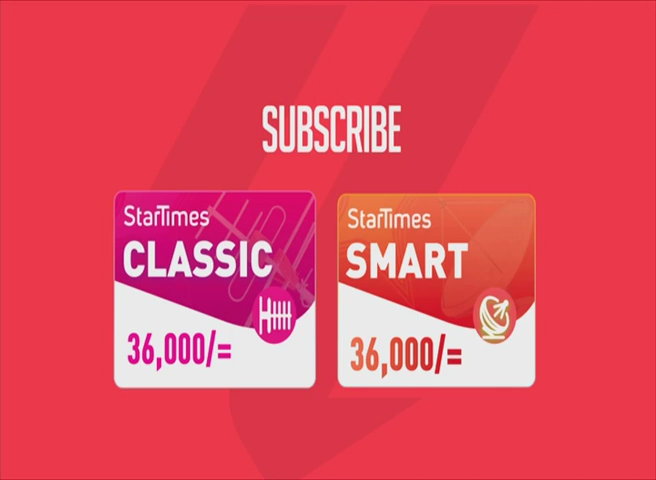 SUBSCRIBE
StarTimes
CLASSIC
36,000/=
StarTimes
SMART
36,000/=